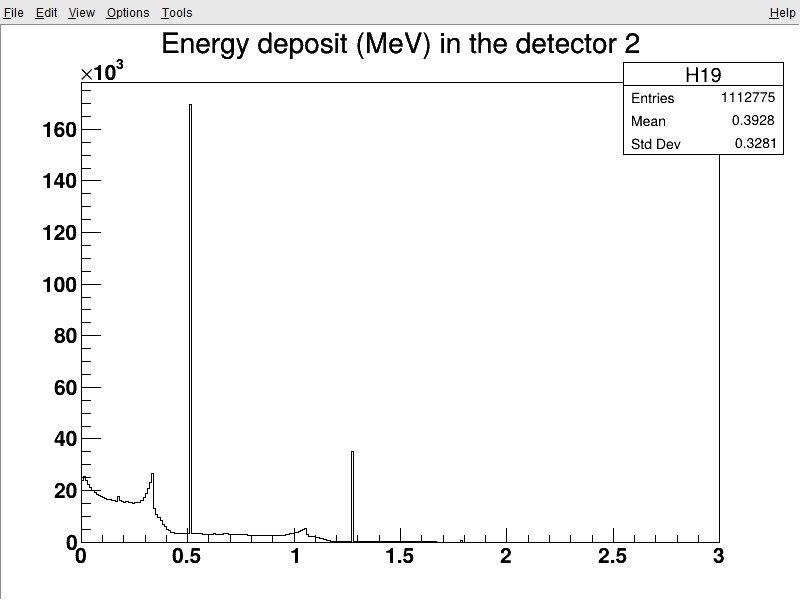 File Edit View Options Tools Help
Energy deposit (MeV) in the detector 2
×10³
H19
Entries 1112775
Mean 0.3928
Std Dev 0.3281
160
140
120
100
80
60
40
20
0
0 0.5 1 1.5 2 2.5 3